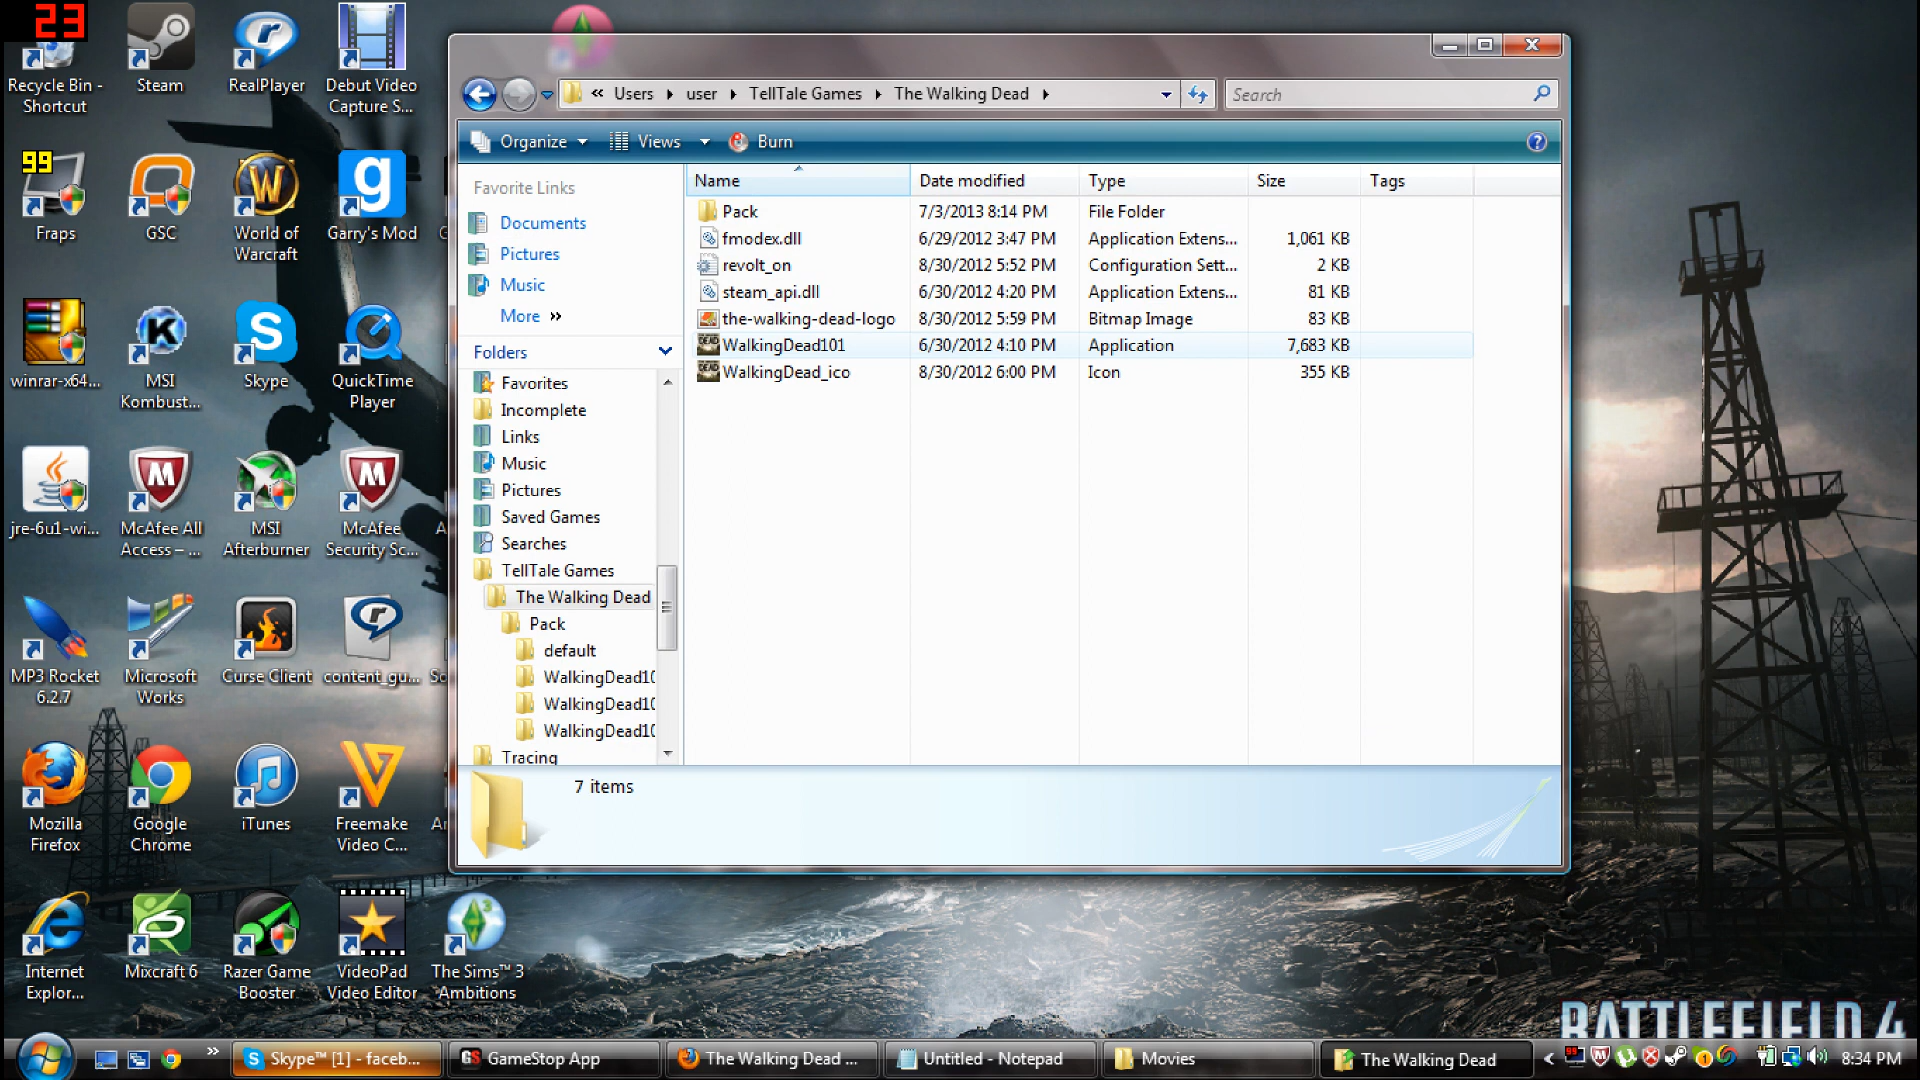 23
Recycle Bin -
Shortcut
Steam
RealPlayer
Debut Video
Capture S...
99
Fraps
GSC
World of
Warcraft
Garry's Mod
winrar-x64...
MSI
Kombust...
Skype
QuickTime
Player
jre-6u1-wi...
McAfee All
Access – ...
MSI
Afterburner
McAfee
Security Sc...
MP3 Rocket
6.2.7
Microsoft
Works
Curse Client
content_gu...
Mozilla
Firefox
Google
Chrome
iTunes
Freemake
Video C...
Internet
Explor...
Mixcraft 6
Razer Game
Booster
VideoPad
Video Editor
The Sims™ 3
Ambitions
« Users ▸ user ▸ TellTale Games ▸ The Walking Dead ▸
Search
Organize Views Burn
Favorite Links
Documents
Pictures
Music
More »
Folders
Favorites
Incomplete
Links
Music
Pictures
Saved Games
Searches
TellTale Games
The Walking Dead
Pack
default
WalkingDead10
WalkingDead10
WalkingDead10
Tracing
Name Date modified Type Size Tags
Pack 7/3/2013 8:14 PM File Folder
fmodex.dll 6/29/2012 3:47 PM Application Extens... 1,061 KB
revolt_on 8/30/2012 5:52 PM Configuration Sett... 2 KB
steam_api.dll 6/30/2012 4:20 PM Application Extens... 81 KB
the-walking-dead-logo 8/30/2012 5:59 PM Bitmap Image 83 KB
WalkingDead101 6/30/2012 4:10 PM Application 7,683 KB
WalkingDead_ico 8/30/2012 6:00 PM Icon 355 KB
7 items
BATTLEFIELD 4
Skype™ [1] - faceb...
GameStop App
The Walking Dead ...
Untitled - Notepad
Movies
The Walking Dead
8:34 PM